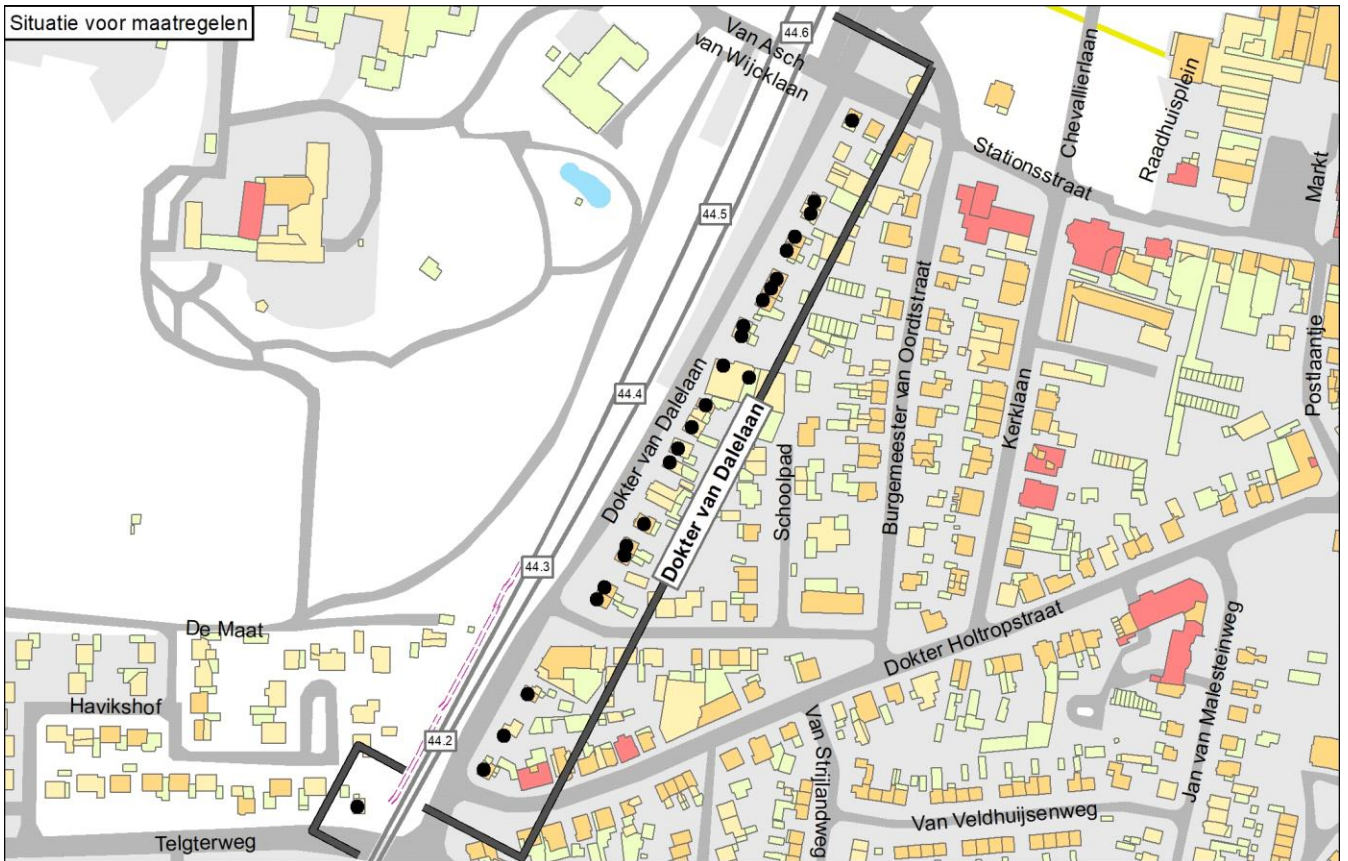 Situatie voor maatregelen
Van Asch
van Wijcklaan
44.6
Chevallierlaan
Raadhuisplein
Markt
Stationsstraat
44.5
44.4
Dokter van Dalelaan
Dokter van Dalelaan
Schoolpad
Burgemeester van Oordtstraat
Kerklaan
Postlaantje
44.3
De Maat
Havikshof
44.2
Telgterweg
Dokter Holtropstraat
Van Strijlandweg
Van Veldhuijsenweg
Jan van Malesteinweg